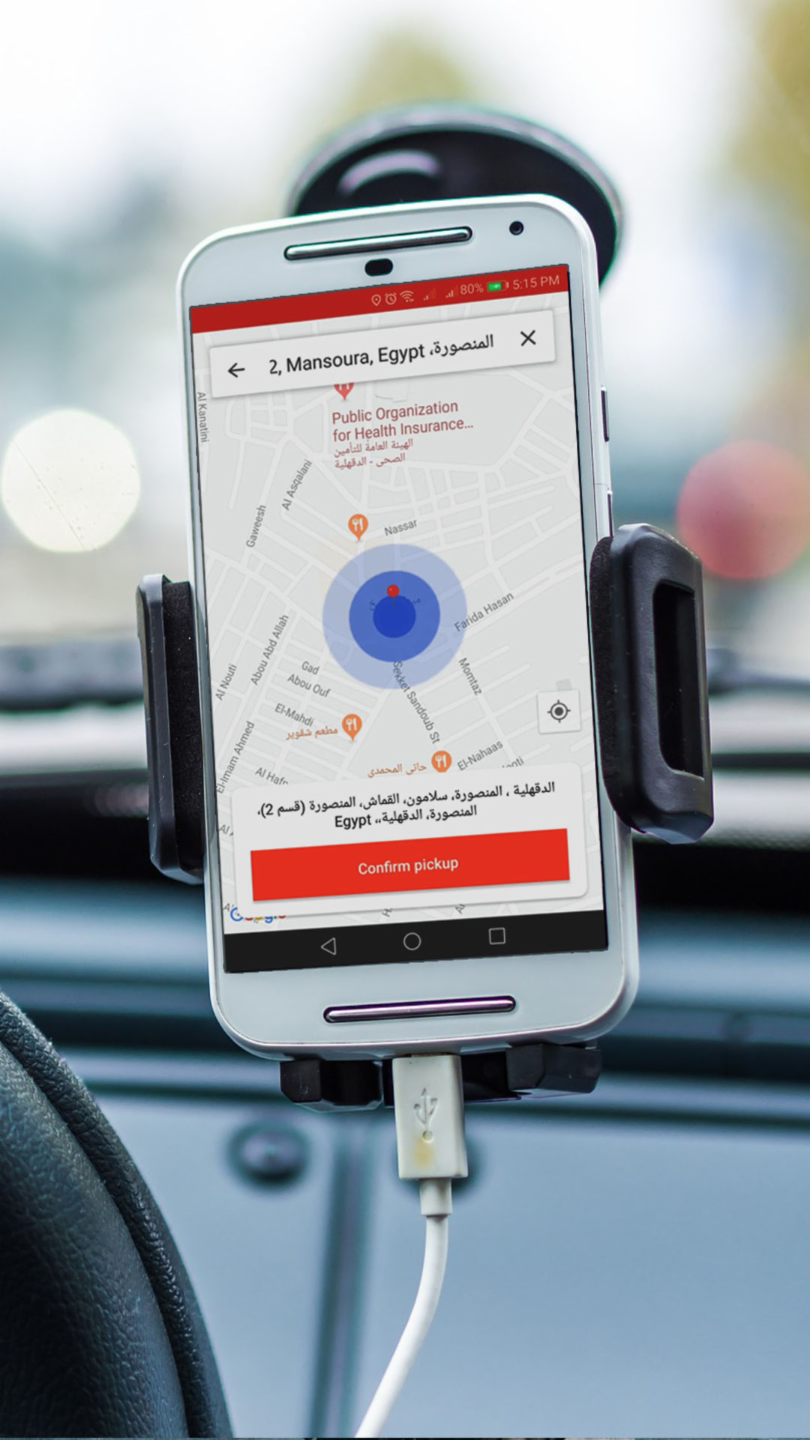 80% 5:15 PM
المنصورة، Mansoura, Egypt ,2
Al Kanatini
Public Organization
for Health Insurance...
الهيئة العامة للتأمين
الصحى - الدقهلية
Al Asqalani
Gaweesh
Nassar
Farida Hasan
Abou Abd Allah
Al Nouti
Gad
Abou Ouf
Momtaz
Sandoub St
El-Mahdi
مطعم شقوير
El-Imam Ahmed
حانى المحمدى
El-Nahaas
Al Hafn
الدقهلية ، المنصورة، سلامون، القماش، المنصورة (قسم 2)،
المنصورة، الدقهلية،، Egypt
Confirm pickup
Google